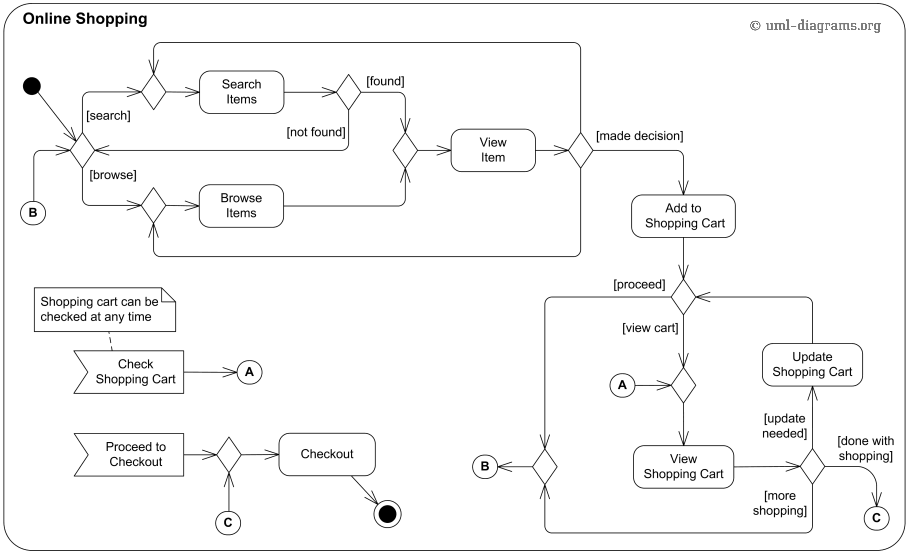 Online Shopping
© uml-diagrams.org
Search
Items
[found]
[search]
[not found]
[made decision]
View
Item
[browse]
Browse
Items
B
Add to
Shopping Cart
[proceed]
Shopping cart can be
checked at any time
[view cart]
Check
Shopping Cart
A
A
Update
Shopping Cart
[update
needed]
[done with
shopping]
Proceed to
Checkout
Checkout
B
View
Shopping Cart
[more
shopping]
C
C